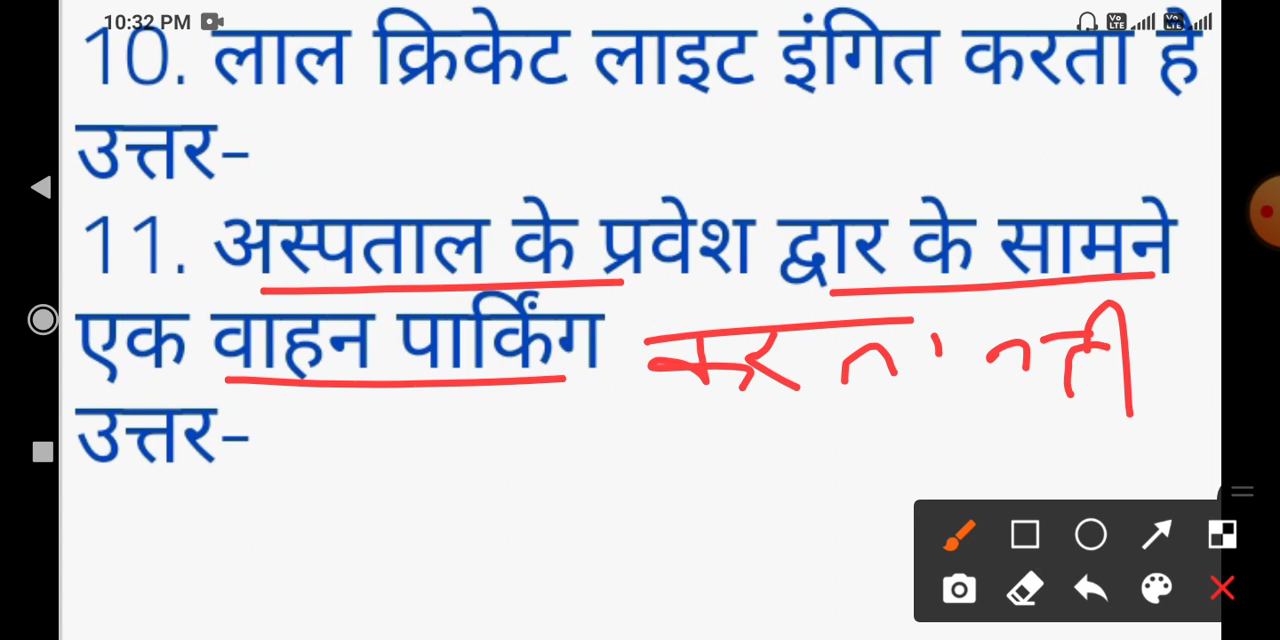 10:32 PM
10. लाल क्रिकेट लाइट इंगित करता है
उत्तर-
11. अस्पताल के प्रवेश द्वार के सामने
एक वाहन पार्किंग
उत्तर-